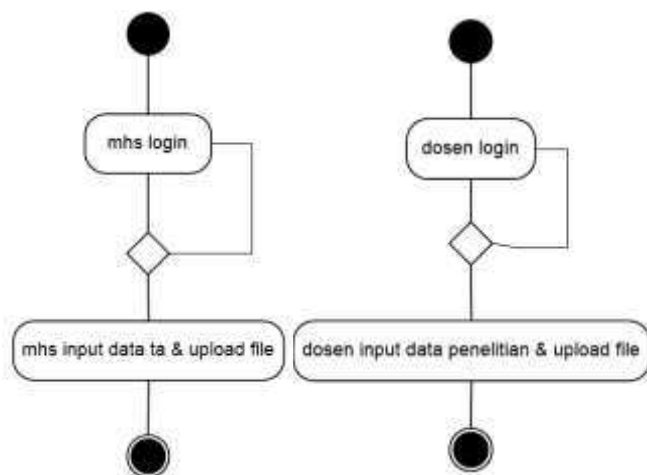 mhs login
dosen login
mhs input data ta & upload file
dosen input data penelitian & upload file